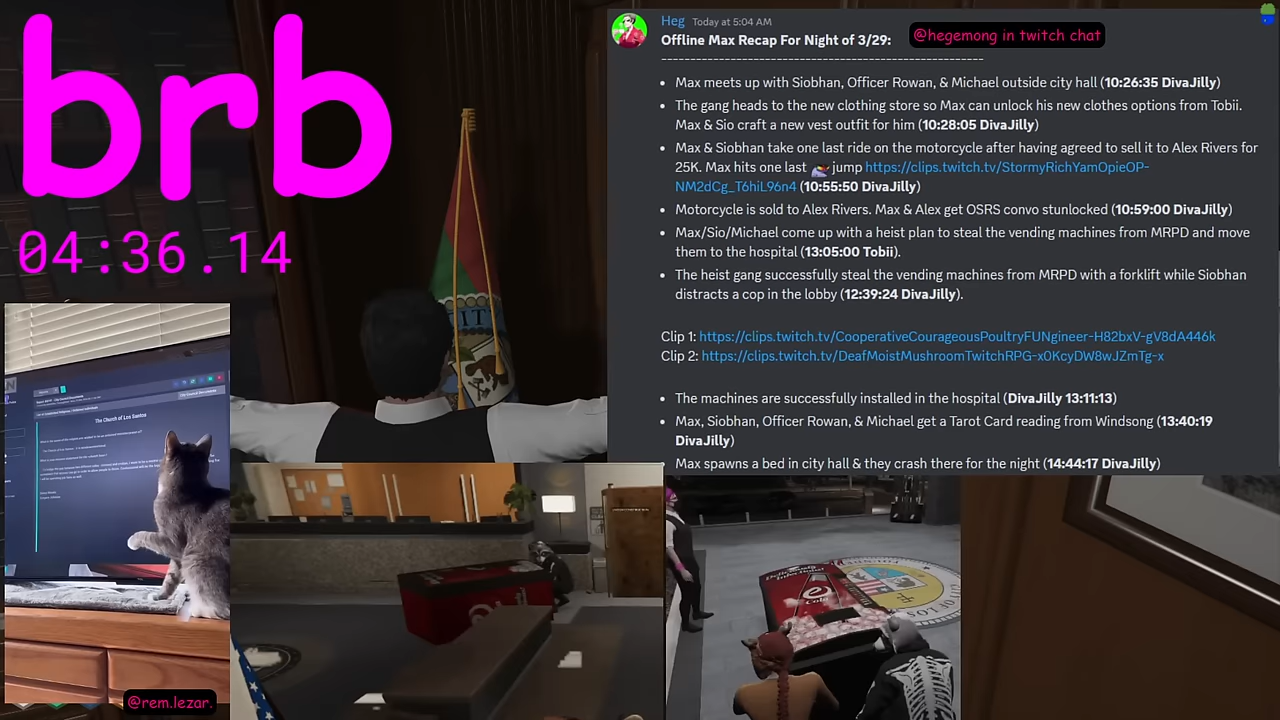 brb
04:36.14
Heg Today at 5:04 AM
@hegemong in twitch chat
Offline Max Recap For Night of 3/29:
--------------------------------------------------------
• Max meets up with Siobhan, Officer Rowan, & Michael outside city hall (10:26:35 DivaJilly)
• The gang heads to the new clothing store so Max can unlock his new clothes options from Tobii.
Max & Sio craft a new vest outfit for him (10:28:05 DivaJilly)
• Max & Siobhan take one last ride on the motorcycle after having agreed to sell it to Alex Rivers for
25K. Max hits one last jump https://clips.twitch.tv/StormyRichYamOpieOP-
NM2dCg_T6hiL96n4 (10:55:50 DivaJilly)
• Motorcycle is sold to Alex Rivers. Max & Alex get OSRS convo stunlocked (10:59:00 DivaJilly)
• Max/Sio/Michael come up with a heist plan to steal the vending machines from MRPD and move
them to the hospital (13:05:00 Tobii).
• The heist gang successfully steal the vending machines from MRPD with a forklift while Siobhan
distracts a cop in the lobby (12:39:24 DivaJilly).
Clip 1: https://clips.twitch.tv/CooperativeCourageousPoultryFUNgineer-H82bxV-gV8dA446k
Clip 2: https://clips.twitch.tv/DeafMoistMushroomTwitchRPG-x0KcyDW8wJZmTg-x
• The machines are successfully installed in the hospital (DivaJilly 13:11:13)
• Max, Siobhan, Officer Rowan, & Michael get a Tarot Card reading from Windsong (13:40:19
DivaJilly)
Max spawns a bed in city hall & they crash there for the night (14:44:17 DivaJilly)
The Church of Los Santos
@rem.lezar.